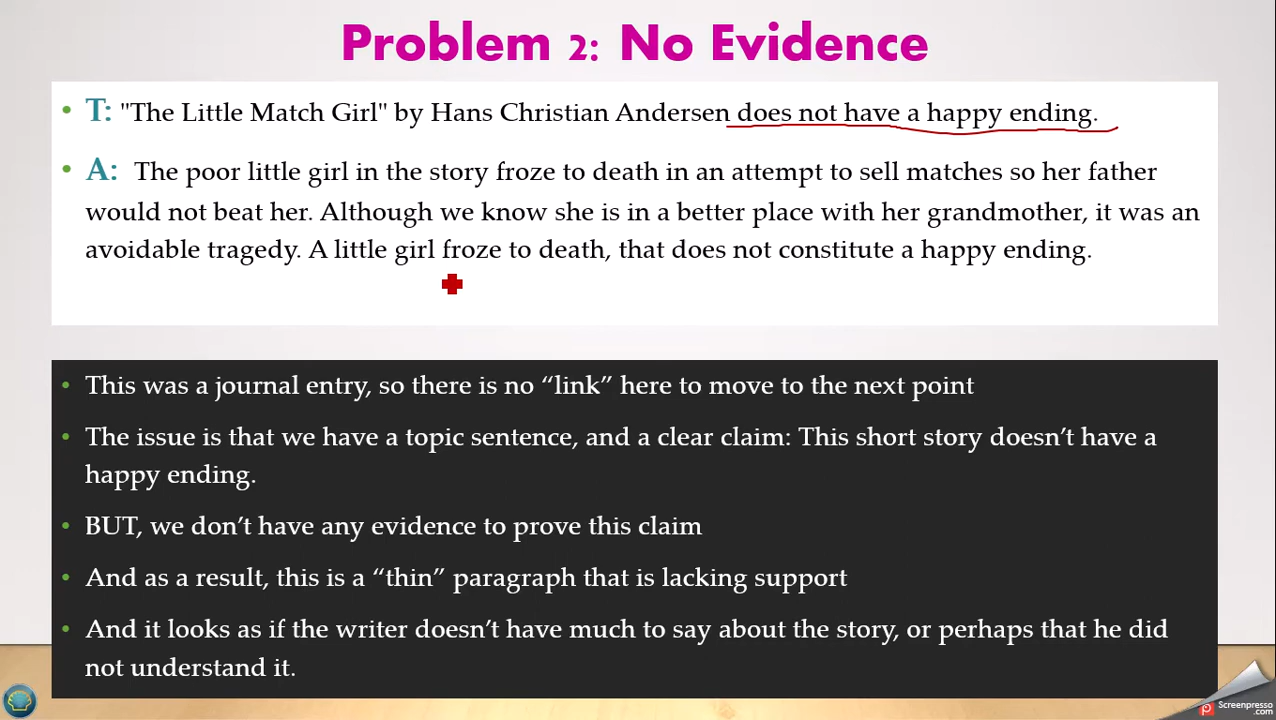 Problem 2: No Evidence
• T: "The Little Match Girl" by Hans Christian Andersen does not have a happy ending.
• A: The poor little girl in the story froze to death in an attempt to sell matches so her father
would not beat her. Although we know she is in a better place with her grandmother, it was an
avoidable tragedy. A little girl froze to death, that does not constitute a happy ending.
• This was a journal entry, so there is no “link” here to move to the next point
• The issue is that we have a topic sentence, and a clear claim: This short story doesn’t have a
happy ending.
• BUT, we don’t have any evidence to prove this claim
• And as a result, this is a “thin” paragraph that is lacking support
• And it looks as if the writer doesn’t have much to say about the story, or perhaps that he did
not understand it.
Screenpresso
.com